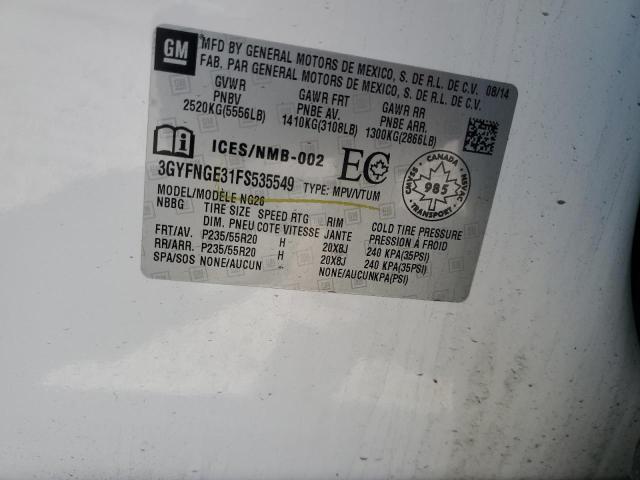 GM
MFD BY GENERAL MOTORS DE MEXICO, S. DE R.L. DE C.V.
FAB. PAR GENERAL MOTORS DE MEXICO, S. DE R.L. DE C.V. 08/14
GVWR GAWR FRT GAWR RR
PNBV PNBE AV. PNBE ARR.
2520KG(5556LB) 1410KG(3108LB) 1300KG(2866LB)
ICES/NMB-002 EC
3GYFNGE31FS535549 TYPE: MPV/VTUM
CANADA
CMVSS 985 NSVAC
TRANSPORT
MODEL/MODÈLE NG26
NBBG TIRE SIZE SPEED RTG RIM COLD TIRE PRESSURE
DIM. PNEU COTE VITESSE JANTE PRESSION À FROID
FRT/AV. P235/55R20 H 20X8J 240 KPA(35PSI)
RR/ARR. P235/55R20 H 20X8J 240 KPA(35PSI)
SPA/SOS NONE/AUCUN NONE/AUCUNKPA(PSI)